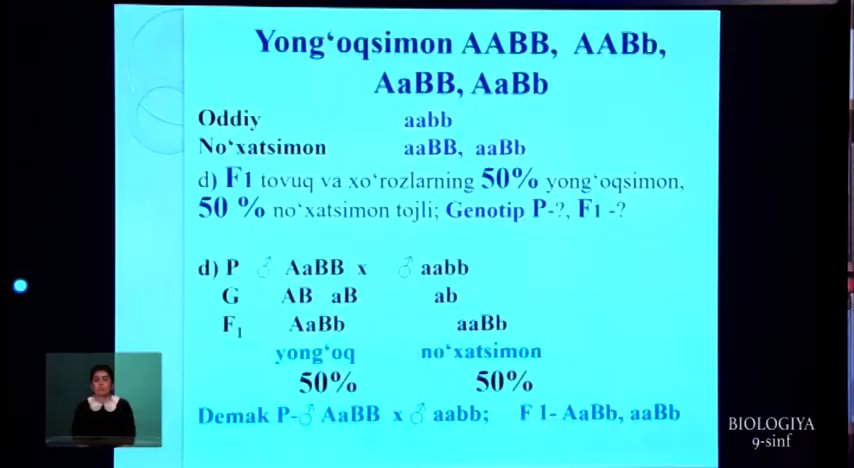 Yong‘oqsimon AABB, AABb,
AaBB, AaBb
Oddiy aabb
No‘xatsimon aaBB, aaBb
d) F1 tovuq va xo‘rozlarning 50% yong‘oqsimon,
50 % no‘xatsimon tojli; Genotip P-?, F1 -?
d) P ♂ AaBB x ♂ aabb
G AB aB ab
F₁ AaBb aaBb
yong‘oq no‘xatsimon
50% 50%
Demak P-♂ AaBB x ♂ aabb; F 1- AaBb, aaBb
BIOLOGIYA
9-sinf